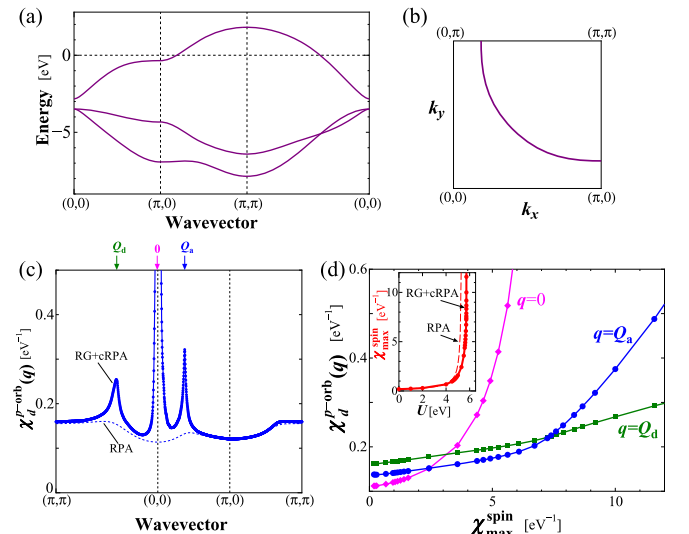 (a)
0
−5
Energy [eV]
(0,0)
(π,0)
(π,π)
(0,0)
Wavevector
(b)
(0,π)
(π,π)
k_y
(0,0)
(π,0)
k_x
(c)
Q_d
0
Q_a
0.4
0.2
0
χ_d^{p-orb}(q) [eV⁻¹]
RG+cRPA
RPA
(π,π)
(0,0)
(π,0)
(π,π)
Wavevector
(d)
0.6
0.4
0.2
χ_d^{p-orb}(q) [eV⁻¹]
10
5
0
χ_max^spin [eV⁻¹]
RG+cRPA
RPA
0
2
4
6
Û[eV]
q=0
q=Q_a
q=Q_d
0
5
10
χ_max^spin [eV⁻¹]